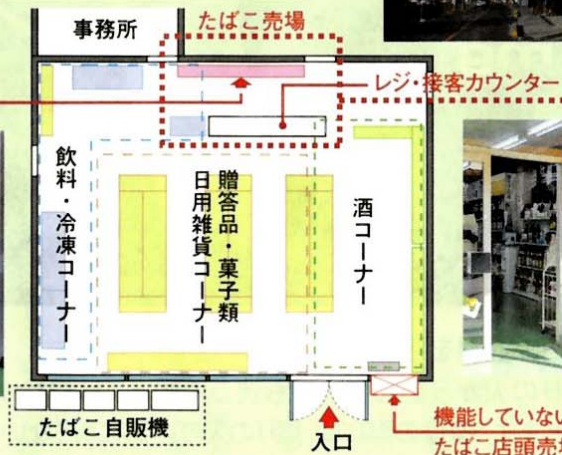 事務所
たばこ売場
レジ・接客カウンター
飲料・冷凍コーナー
贈答品・菓子類
日用雑貨コーナー
酒コーナー
たばこ自販機
入口
機能していない
たばこ店頭売場